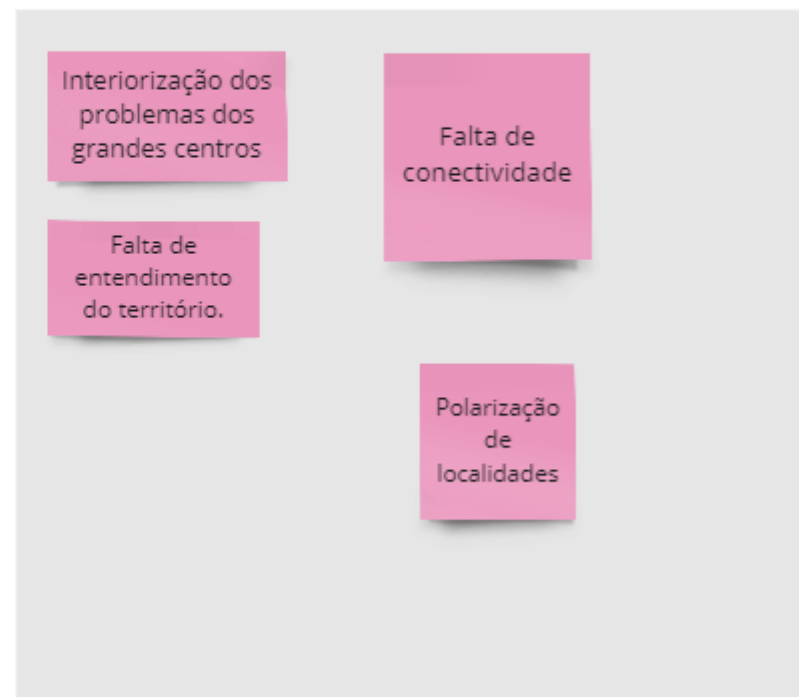 Interiorização dos
problemas dos
grandes centros
Falta de
entendimento
do território.
Falta de
conectividade
Polarização
de
localidades